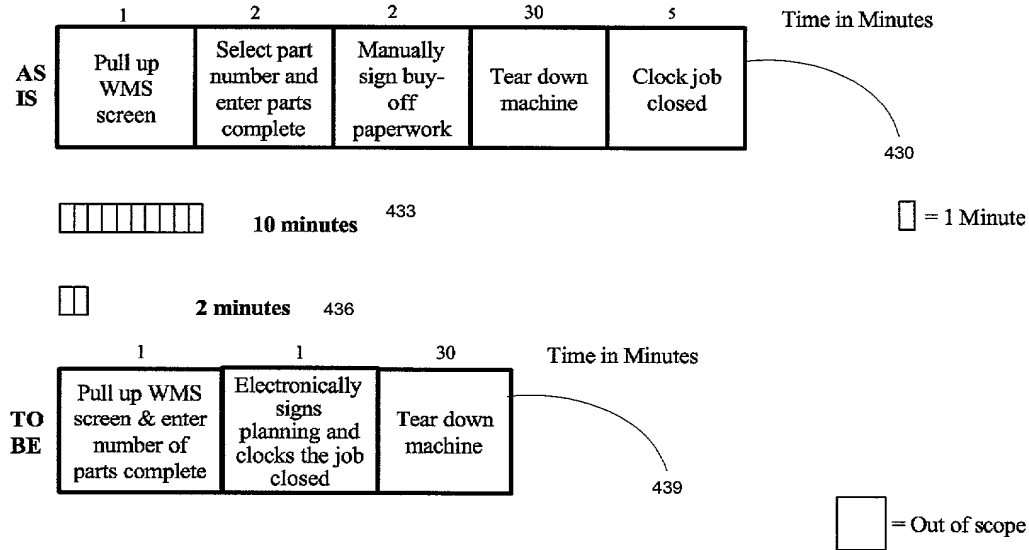 1 2 2 30 5 Time in Minutes
AS IS
Pull up
WMS
screen
Select part
number and
enter parts
complete
Manually
sign buy-
off
paperwork
Tear down
machine
Clock job
closed
430
10 minutes 433
= 1 Minute
2 minutes 436
1 1 30 Time in Minutes
TO
BE
Pull up WMS
screen & enter
number of
parts complete
Electronically
signs
planning and
clocks the job
closed
Tear down
machine
439
= Out of scope